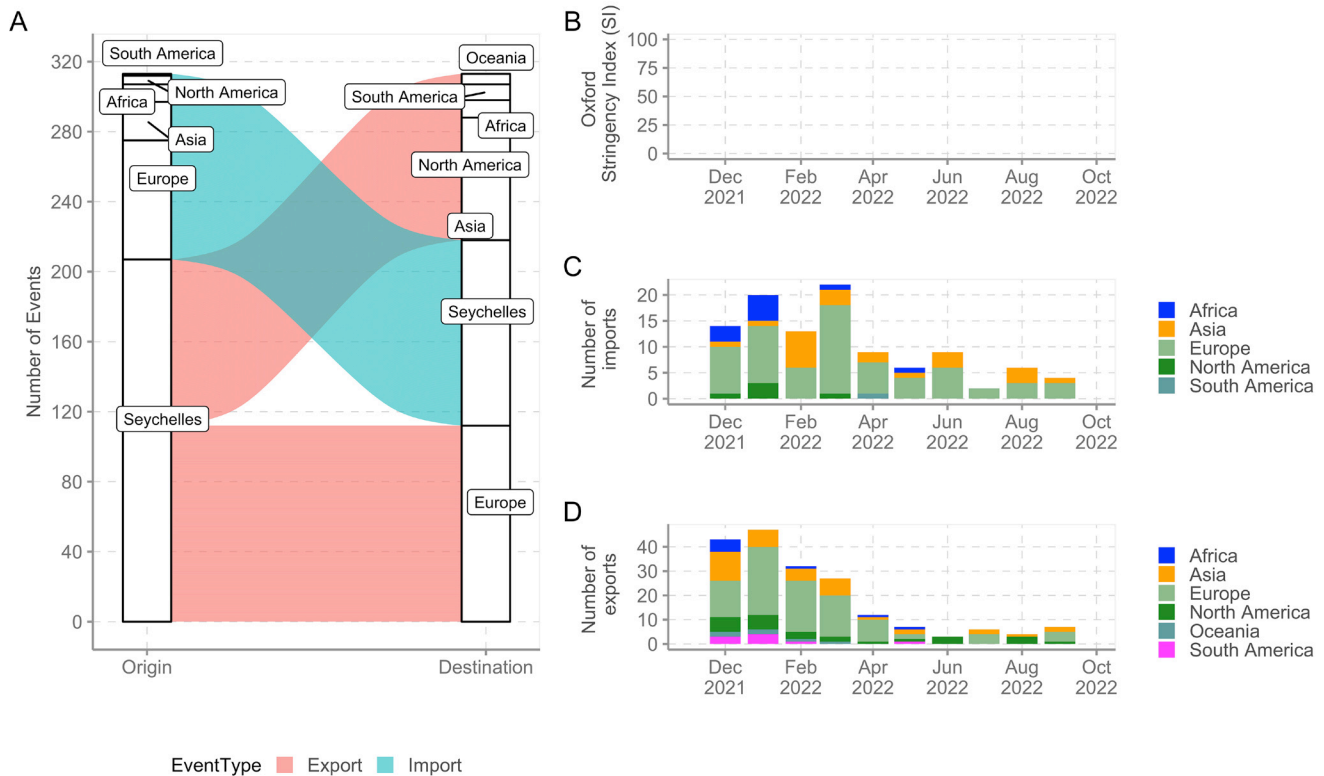 A
Number of Events
320
280
240
200
160
120
80
40
0
South America
North America
Africa
Asia
Europe
Seychelles
Oceania
South America
Africa
North America
Asia
Seychelles
Europe
Origin
Destination
EventType
Export
Import
B
Oxford
Stringency Index (SI)
100
75
50
25
0
Dec
2021
Feb
2022
Apr
2022
Jun
2022
Aug
2022
Oct
2022
C
Number of
imports
20
15
10
5
0
Dec
2021
Feb
2022
Apr
2022
Jun
2022
Aug
2022
Oct
2022
Africa
Asia
Europe
North America
South America
D
Number of
exports
40
30
20
10
0
Dec
2021
Feb
2022
Apr
2022
Jun
2022
Aug
2022
Oct
2022
Africa
Asia
Europe
North America
Oceania
South America